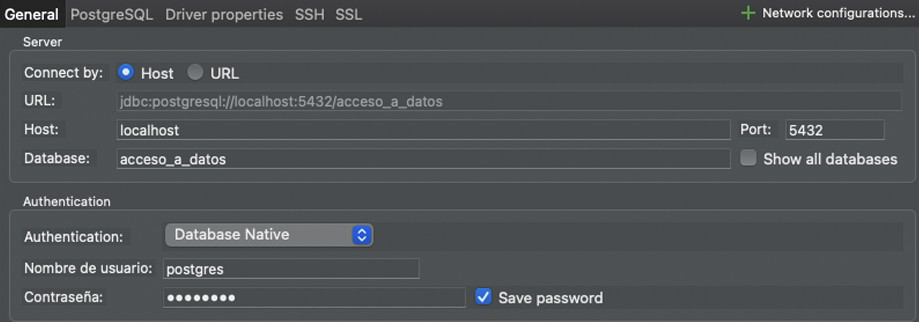 General PostgreSQL Driver properties SSH SSL Network configurations...
Server
Connect by: Host URL
URL: jdbc:postgresql://localhost:5432/acceso_a_datos
Host: localhost Port: 5432
Database: acceso_a_datos Show all databases
Authentication
Authentication: Database Native
Nombre de usuario: postgres
Contraseña: •••••••• Save password